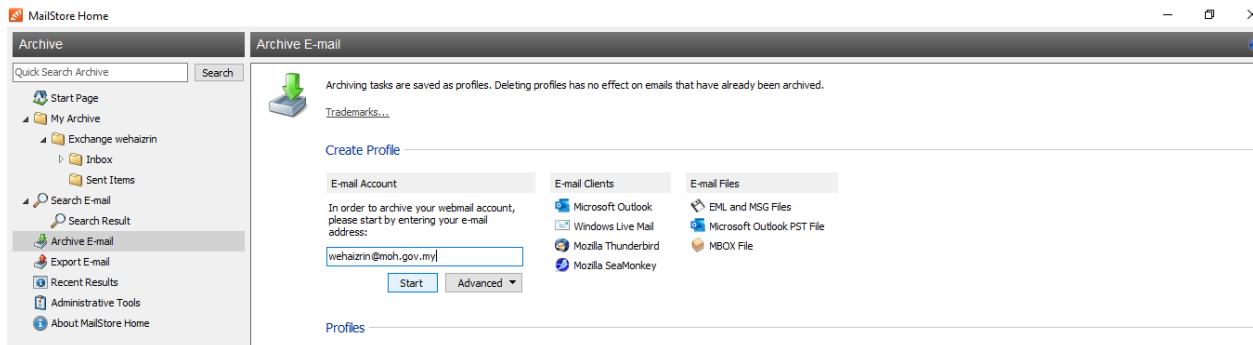 MailStore Home
Archive
Archive E-mail
Quick Search Archive
Search
Start Page
My Archive
Exchange wehaizrin
Inbox
Sent Items
Search E-mail
Search Result
Archive E-mail
Export E-mail
Recent Results
Administrative Tools
About MailStore Home
Archiving tasks are saved as profiles. Deleting profiles has no effect on emails that have already been archived.
Trademarks...
Create Profile
E-mail Account
In order to archive your webmail account,
please start by entering your e-mail
address:
wehaizrin@moh.gov.my
Start
Advanced
E-mail Clients
Microsoft Outlook
Windows Live Mail
Mozilla Thunderbird
Mozilla SeaMonkey
E-mail Files
EML and MSG Files
Microsoft Outlook PST File
MBOX File
Profiles